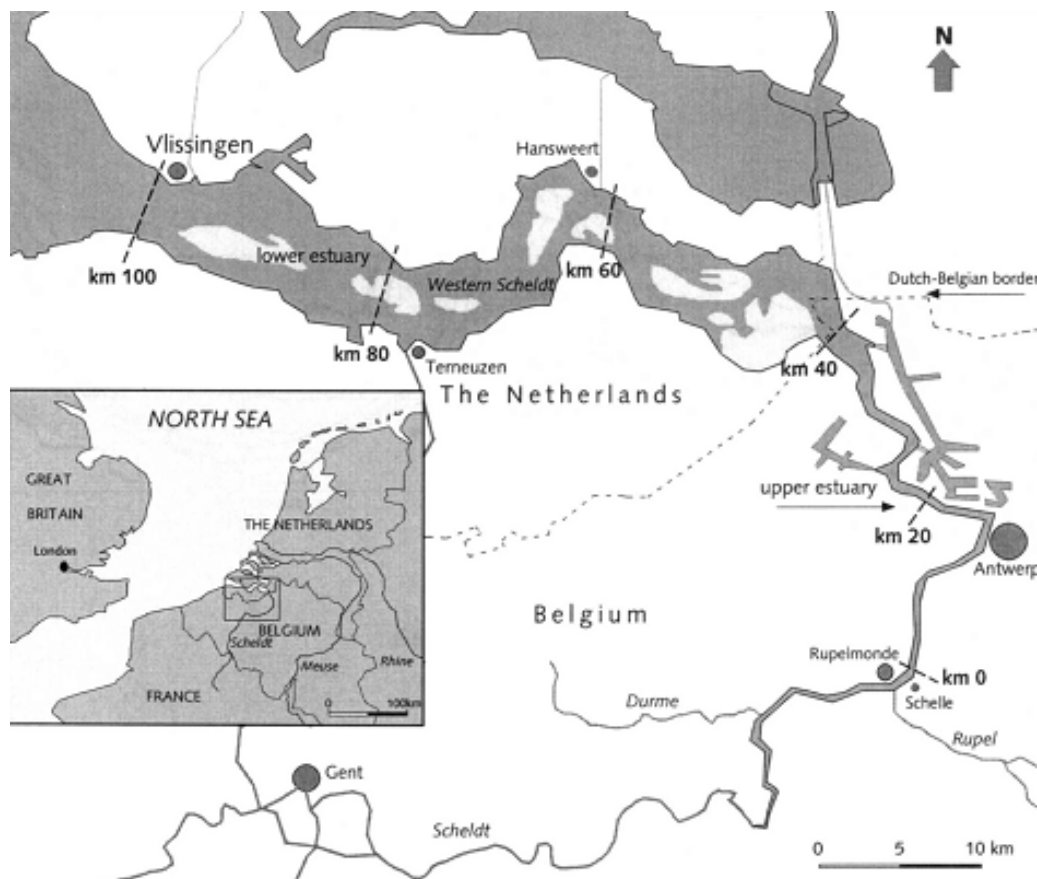 N
Vlissingen
Hansweert
km 100
lower estuary
km 60
km 80
Western Scheldt
Dutch-Belgian border
Terneuzen
km 40
The Netherlands
NORTH SEA
GREAT
BRITAIN
London
THE NETHERLANDS
BELGIUM
Scheldt
Meuse
Rhine
FRANCE
0 100km
upper estuary
km 20
Antwerp
Belgium
Rupelmonde
km 0
Schelle
Durme
Rupel
Gent
Scheldt
0 5 10 km